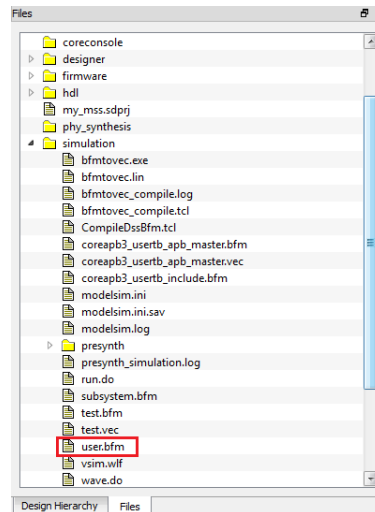 Files
coreconsole
designer
firmware
hdl
my_mss.sdprj
phy_synthesis
simulation
bfmtovec.exe
bfmtovec.lin
bfmtovec_compile.log
bfmtovec_compile.tcl
CompileDssBfm.tcl
coreapb3_usertb_apb_master.bfm
coreapb3_usertb_apb_master.vec
coreapb3_usertb_include.bfm
modelsim.ini
modelsim.ini.sav
modelsim.log
presynth
presynth_simulation.log
run.do
subsystem.bfm
test.bfm
test.vec
user.bfm
vsim.wlf
wave.do
Design Hierarchy Files